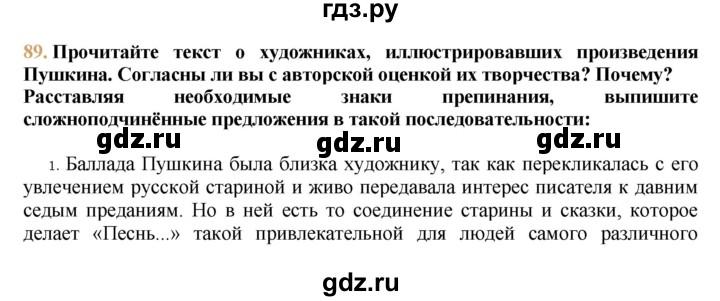 гдз.ру
89. Прочитайте текст о художниках, иллюстрировавших произведения
Пушкина. Согласны ли вы с авторской оценкой их творчества? Почему?
Расставляя необходимые знаки препинания, выпишите
сложноподчинённые предложения в такой последовательности:
gdz.ru gdz.ru
1. Баллада Пушкина была близка художнику, так как перекликалась с его
увлечением русской стариной и живо передавала интерес писателя к давним
седым преданиям. Но в ней есть то соединение старины и сказки, которое
делает «Песнь...» такой привлекательной для людей самого различного
gdz.ru gdz.ru
gdz.ru